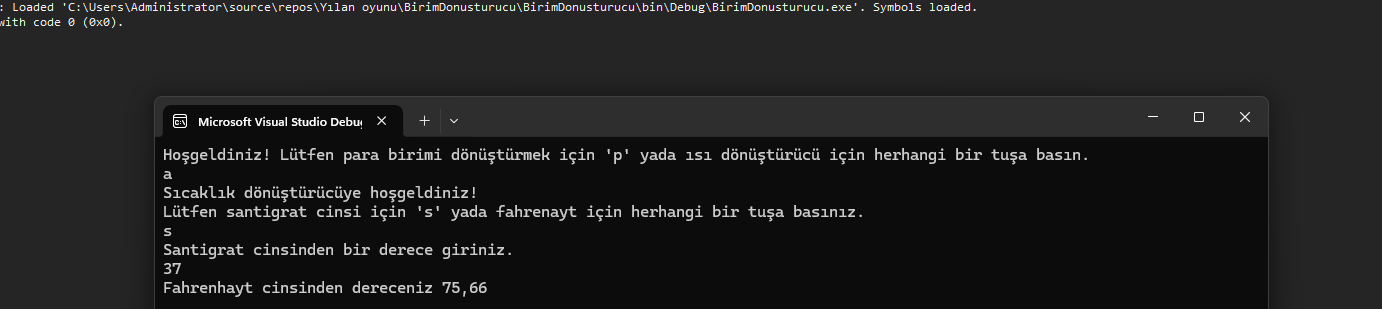 : Loaded 'C:\Users\Administrator\source\repos\Yılan oyunu\BirimDonusturucu\BirimDonusturucu\bin\Debug\BirimDonusturucu.exe'. Symbols loaded.
with code 0 (0x0).
Microsoft Visual Studio Debu
Hoşgeldiniz! Lütfen para birimi dönüştürmek için 'p' yada ısı dönüştürücü için herhangi bir tuşa basın.
a
Sıcaklık dönüştürücüye hoşgeldiniz!
Lütfen santigrat cinsi için 's' yada fahrenayt için herhangi bir tuşa basınız.
s
Santigrat cinsinden bir derece giriniz.
37
Fahrenhayt cinsinden dereceniz 75,66